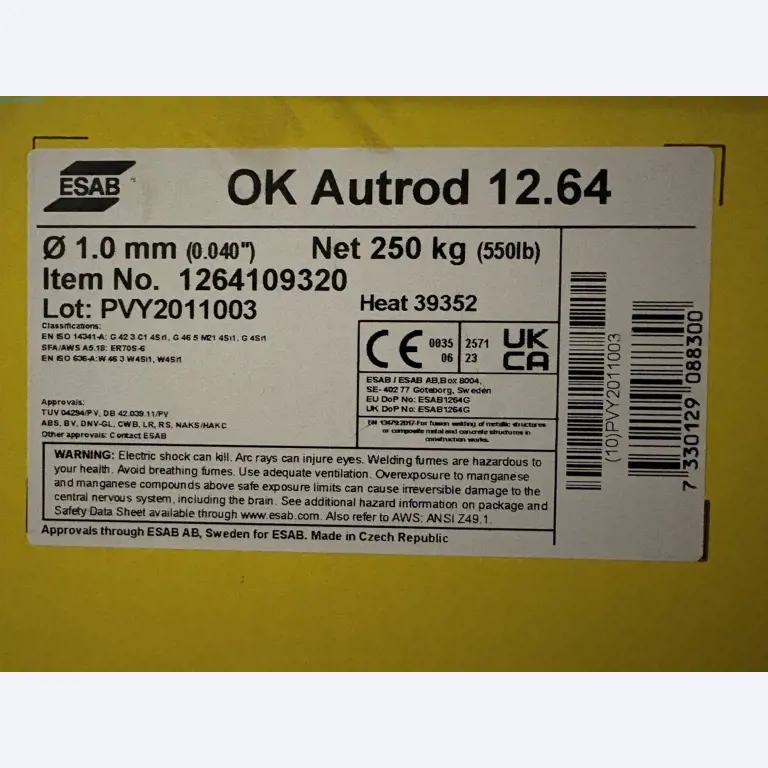 ESAB
OK Autrod 12.64
Ø 1.0 mm (0.040") Net 250 kg (550lb)
Item No. 1264109320
Lot: PVY2011003
Heat 39352
Classifications:
EN ISO 14341-A: G 42 3 C1 4Si1, G 46 5 M21 4Si1, G 4Si1
SFA/AWS A5.18: ER70S-6
EN ISO 636-A: W 46 3 W4Si1, W4Si1
CE 0035
06
2571
23
UK
CA
ESAB / ESAB AB,Box 8004,
SE- 402 77 Goteborg, Sweden
EU DoP No: ESAB1264G
UK DoP No: ESAB1264G
EN 13479:2017-For fusion welding of metallic structures
or composite metal and concrete structures in
construction works.
Approvals:
TUV 04294/PV, DB 42.039.11/PV
ABS, BV, DNV-GL, CWB, LR, RS, NAKS/HAKC
Other approvals: Contact ESAB
WARNING: Electric shock can kill. Arc rays can injure eyes. Welding fumes are hazardous to
your health. Avoid breathing fumes. Use adequate ventilation. Overexposure to manganese
and manganese compounds above safe exposure limits can cause irreversible damage to the
central nervous system, including the brain. See additional hazard information on package and
Safety Data Sheet available through www.esab.com. Also refer to AWS: ANSI Z49.1.
Approvals through ESAB AB, Sweden for ESAB. Made in Czech Republic
(10)PVY2011003
7 330129 088300